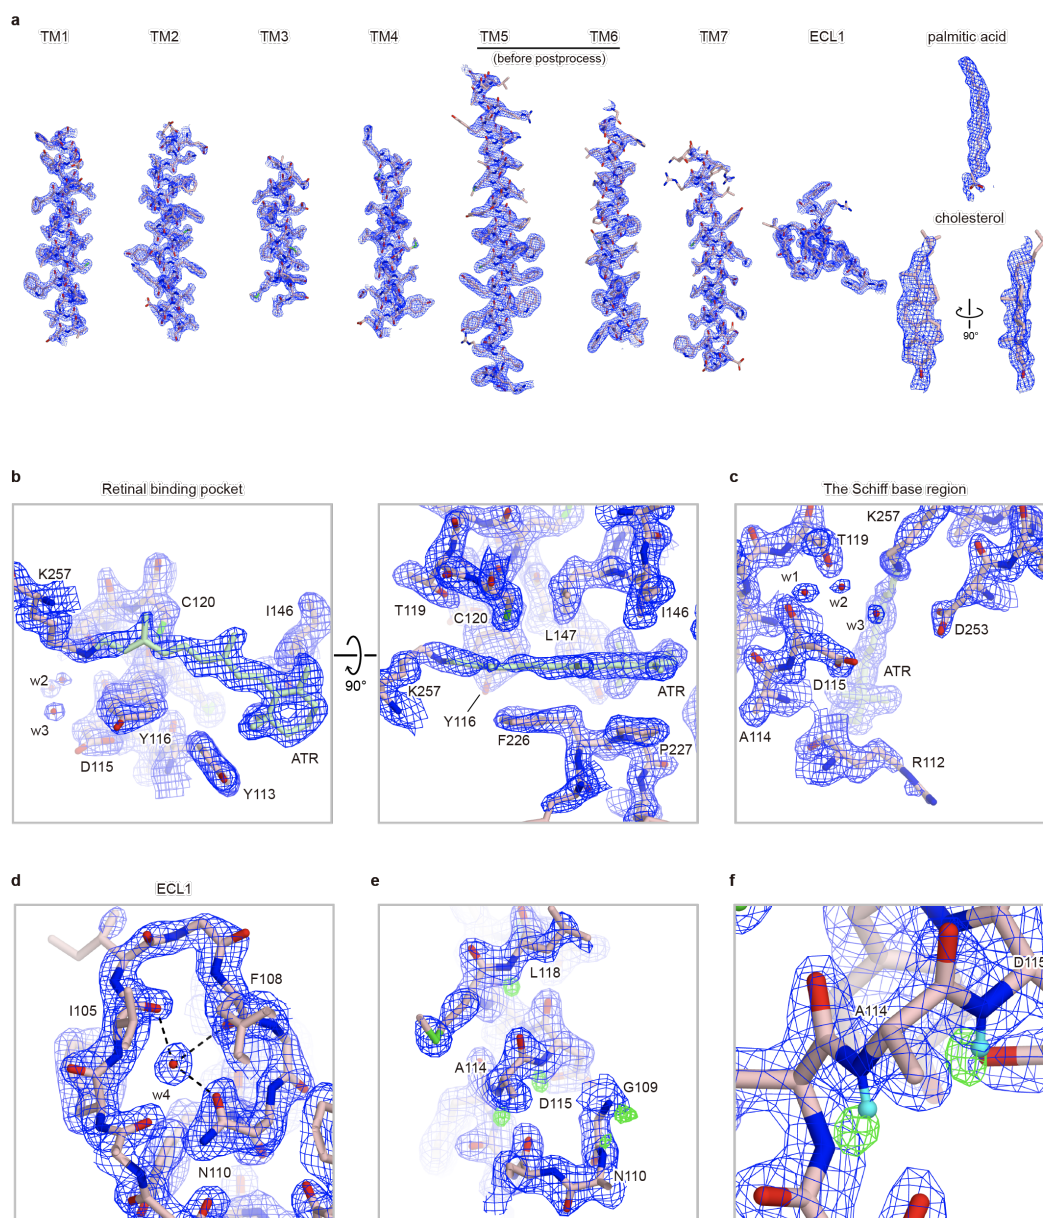 a
TM1 TM2 TM3 TM4 TM5 TM6 TM7 ECL1 palmitic acid
(before postprocess)
cholesterol
90°
b
Retinal binding pocket
K257
C120
I146
w2
w3
Y116
D115
ATR
Y113
90°
T119
C120
I146
L147
K257
Y116
ATR
F226
P227
c
The Schiff base region
K257
T119
w1
w2
w3
D253
ATR
D115
A114
R112
d
ECL1
F108
I105
w4
N110
e
L118
A114
G109
D115
N110
f
D115
A114